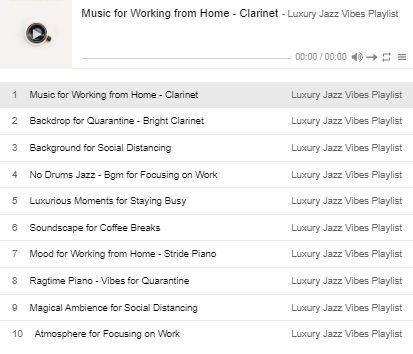 Music for Working from Home - Clarinet - Luxury Jazz Vibes Playlist
00:00 / 00:00
1 Music for Working from Home - Clarinet Luxury Jazz Vibes Playlist
2 Backdrop for Quarantine - Bright Clarinet Luxury Jazz Vibes Playlist
3 Background for Social Distancing Luxury Jazz Vibes Playlist
4 No Drums Jazz - Bgm for Focusing on Work Luxury Jazz Vibes Playlist
5 Luxurious Moments for Staying Busy Luxury Jazz Vibes Playlist
6 Soundscape for Coffee Breaks Luxury Jazz Vibes Playlist
7 Mood for Working from Home - Stride Piano Luxury Jazz Vibes Playlist
8 Ragtime Piano - Vibes for Quarantine Luxury Jazz Vibes Playlist
9 Magical Ambience for Social Distancing Luxury Jazz Vibes Playlist
10 Atmosphere for Focusing on Work Luxury Jazz Vibes Playlist